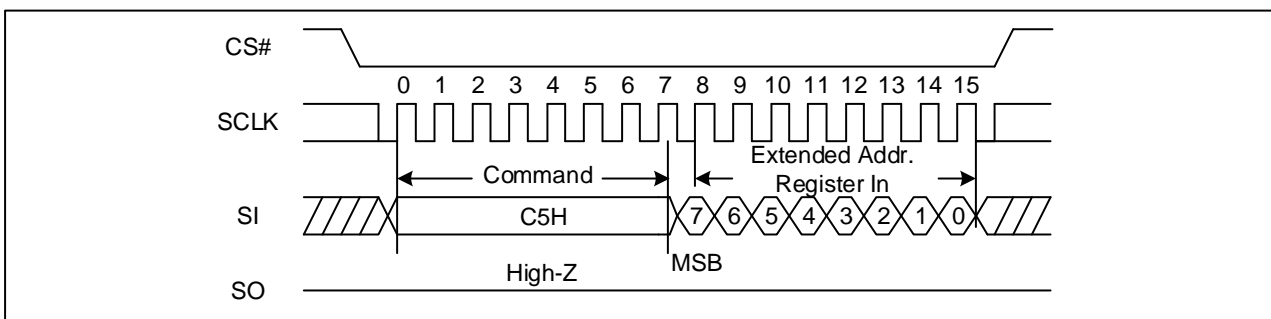 CS#
0 1 2 3 4 5 6 7 8 9 10 11 12 13 14 15
SCLK
Command
Extended Addr.
Register In
SI
C5H
7 6 5 4 3 2 1 0
MSB
High-Z
SO